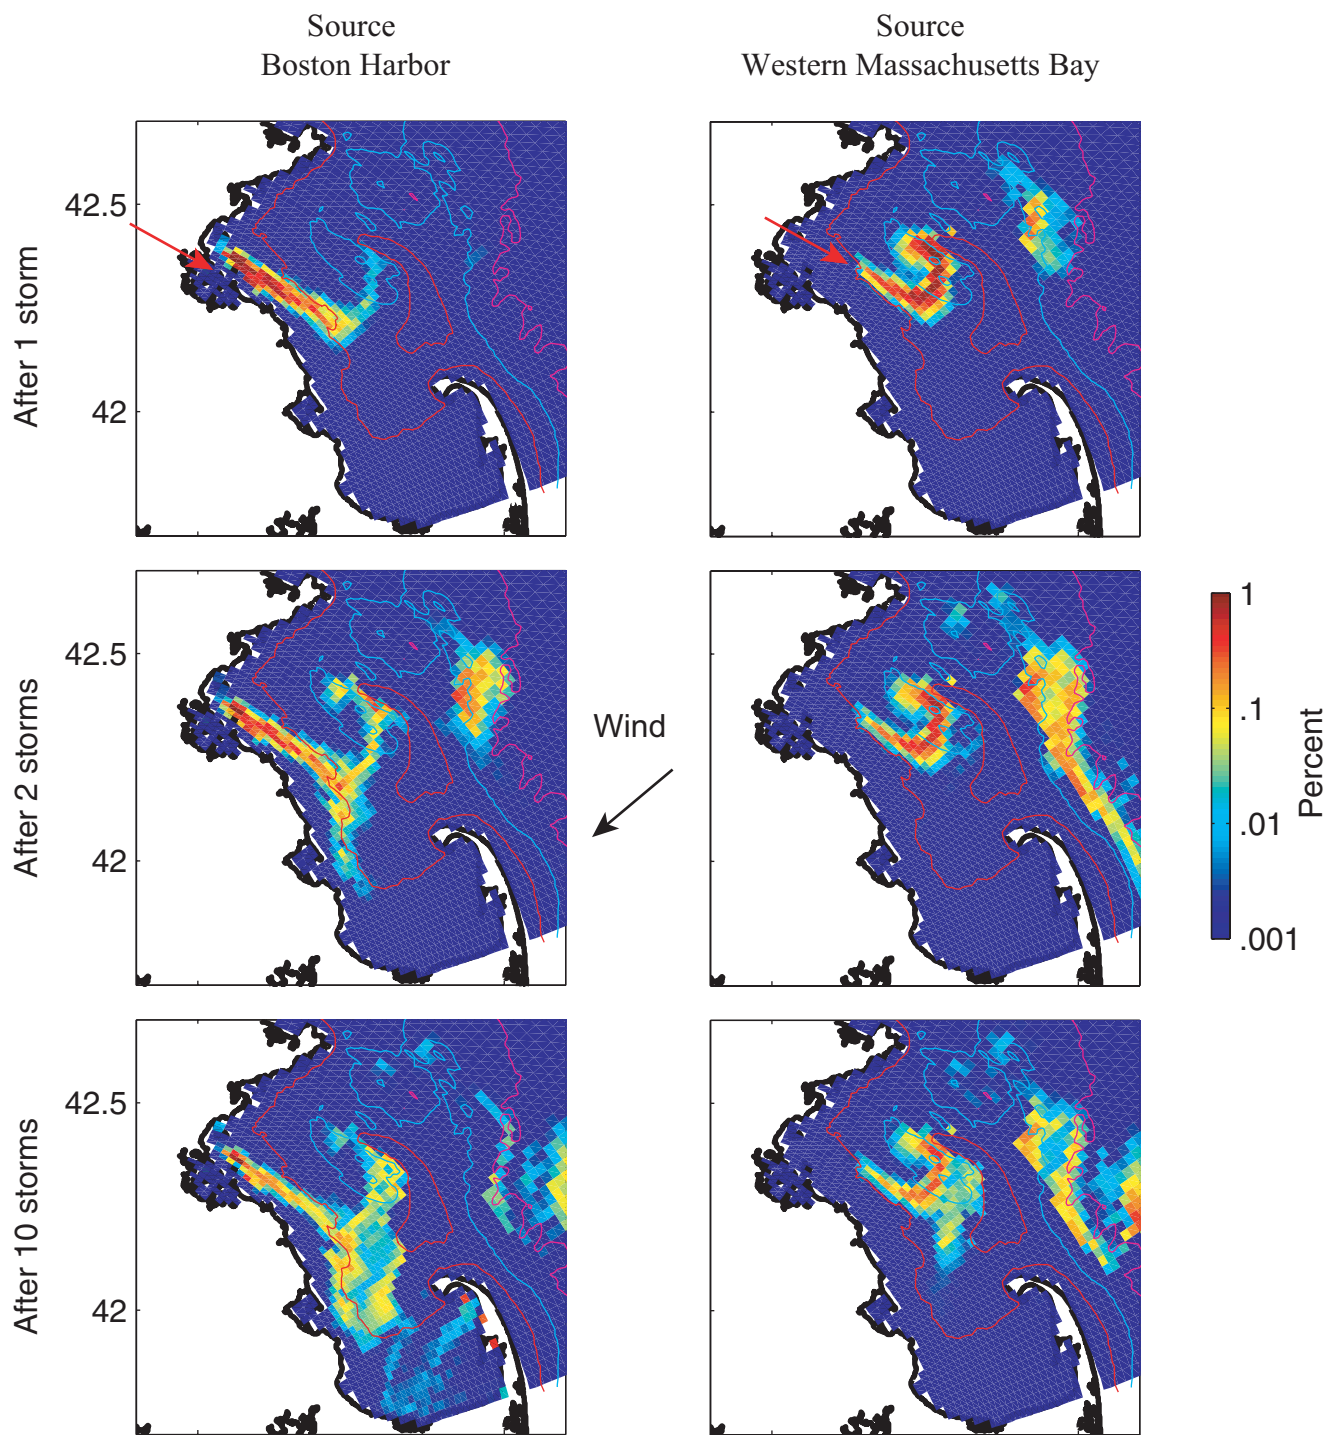 Source
Boston Harbor
Source
Western Massachusetts Bay
After 1 storm
42.5
42
After 2 storms
42.5
42
Wind
1
.1
.01
.001
Percent
After 10 storms
42.5
42